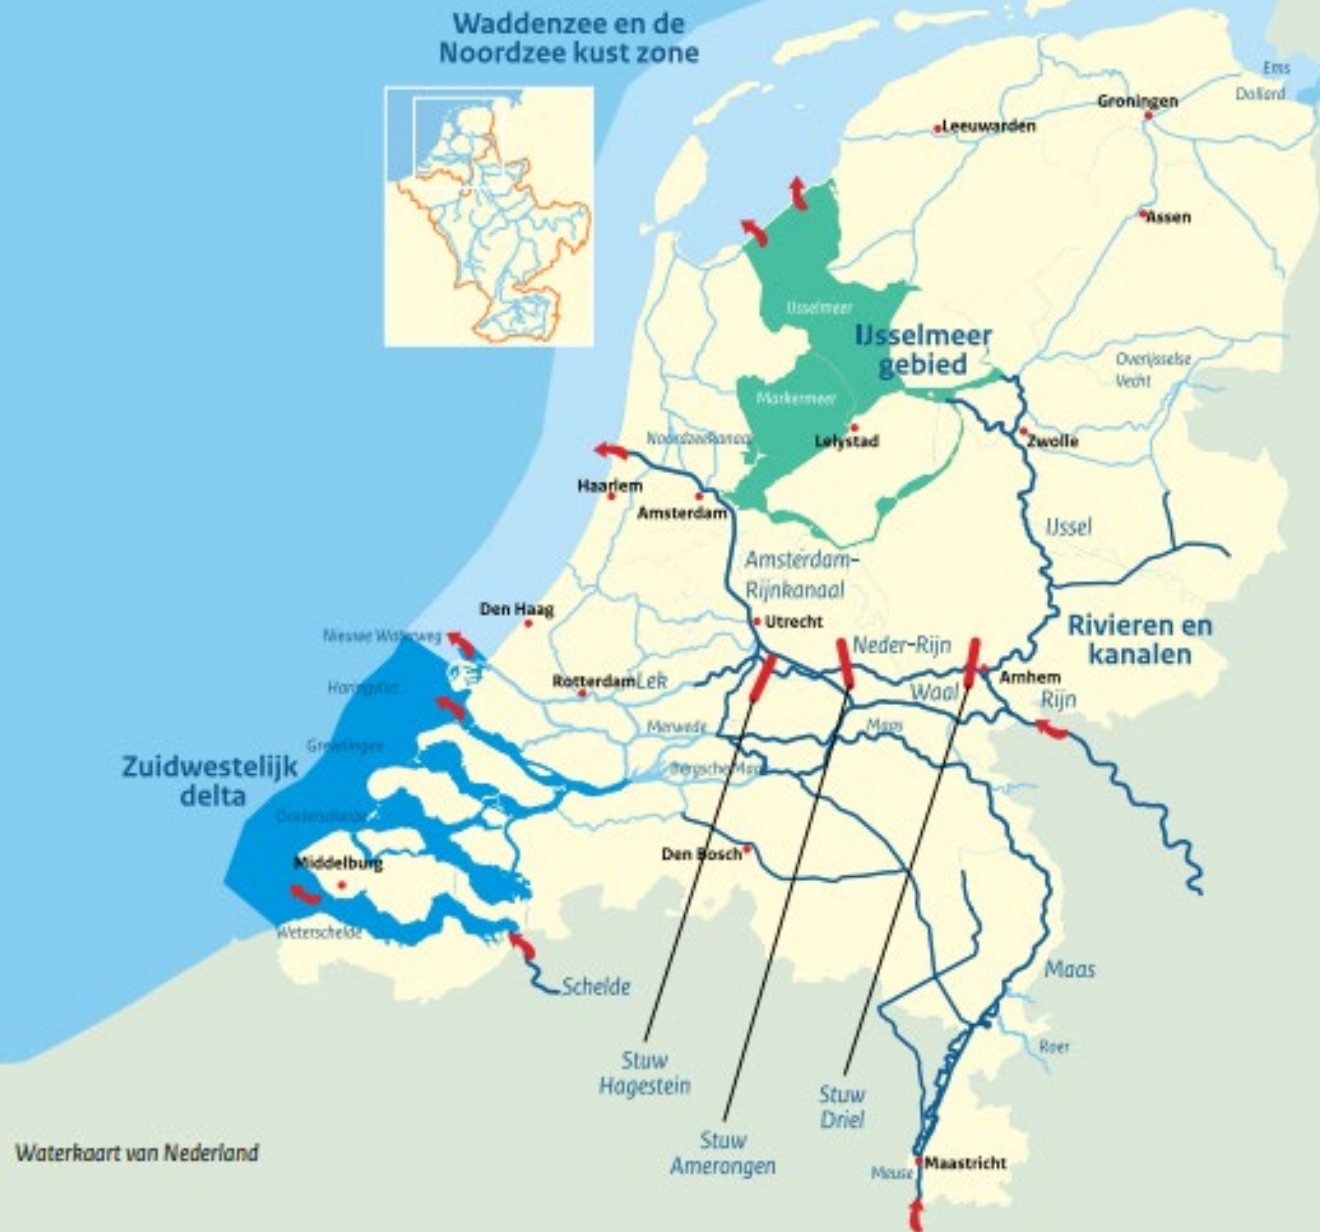 Waddenzee en de
Noordzee kust zone
Ems
Dollard
Groningen
Leeuwarden
Assen
IJsselmeer
IJsselmeer
gebied
Overijsselse
Vecht
Markermeer
Noordzeekanaal
Lelystad
Zwolle
Haarlem
Amsterdam
IJssel
Amsterdam-
Rijnkanaal
Den Haag
Utrecht
Rivieren en
kanalen
Nieuwe Waterweg
Neder-Rijn
Arnhem
Rotterdam
Lek
Waal
Rijn
Haringvliet
Merwede
Maas
Grevelingen
Bergsche Maas
Zuidwestelijk
delta
Oosterschelde
Middelburg
Den Bosch
Weterschelde
Maas
Schelde
Roer
Stuw
Hagestein
Stuw
Driel
Stuw
Amerongen
Waterkaart van Nederland
Maastricht
Meuse